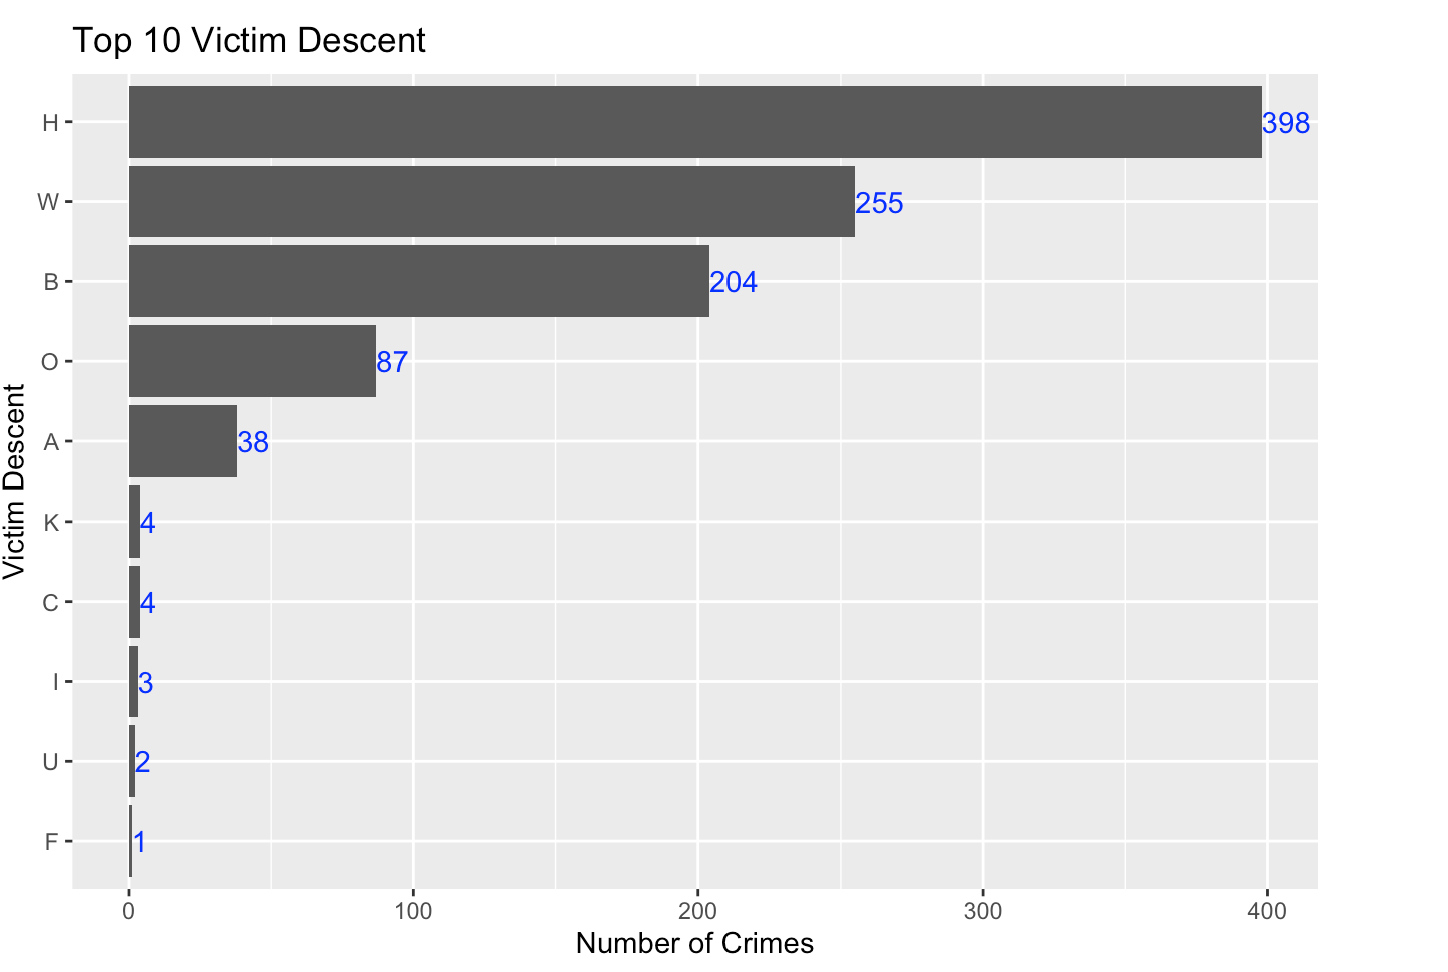 Top 10 Victim Descent
Victim Descent
H
398
W
255
B
204
O
87
A
38
K
4
C
4
I
3
U
2
F
1
0 100 200 300 400
Number of Crimes